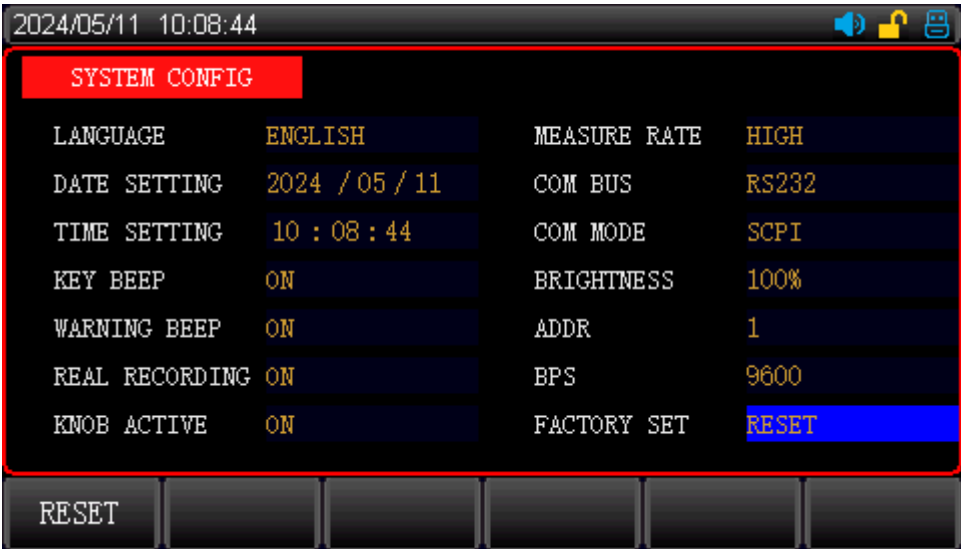 2024/05/11 10:08:44
SYSTEM CONFIG
LANGUAGE ENGLISH MEASURE RATE HIGH
DATE SETTING 2024 / 05 / 11 COM BUS RS232
TIME SETTING 10 : 08 : 44 COM MODE SCPI
KEY BEEP ON BRIGHTNESS 100%
WARNING BEEP ON ADDR 1
REAL RECORDING ON BPS 9600
KNOB ACTIVE ON FACTORY SET RESET
RESET